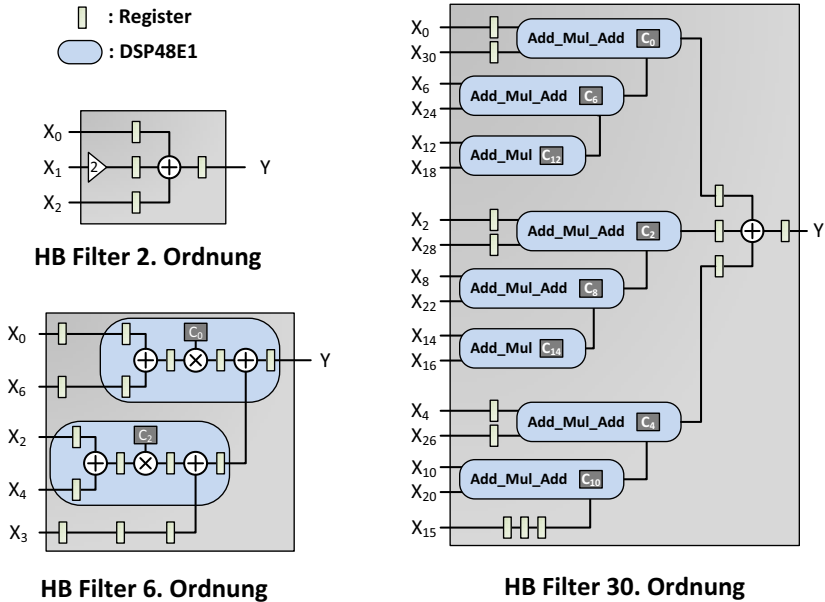 : Register
: DSP48E1
X0
X1
2
X2
Y
HB Filter 2. Ordnung
X0
C0
Y
X6
X2
C2
X4
X3
HB Filter 6. Ordnung
X0
Add_Mul_Add C0
X30
X6
Add_Mul_Add C6
X24
X12
Add_Mul C12
X18
X2
Add_Mul_Add C2
X28
Y
X8
Add_Mul_Add C8
X22
X14
Add_Mul C14
X16
X4
Add_Mul_Add C4
X26
X10
Add_Mul_Add C10
X20
X15
HB Filter 30. Ordnung